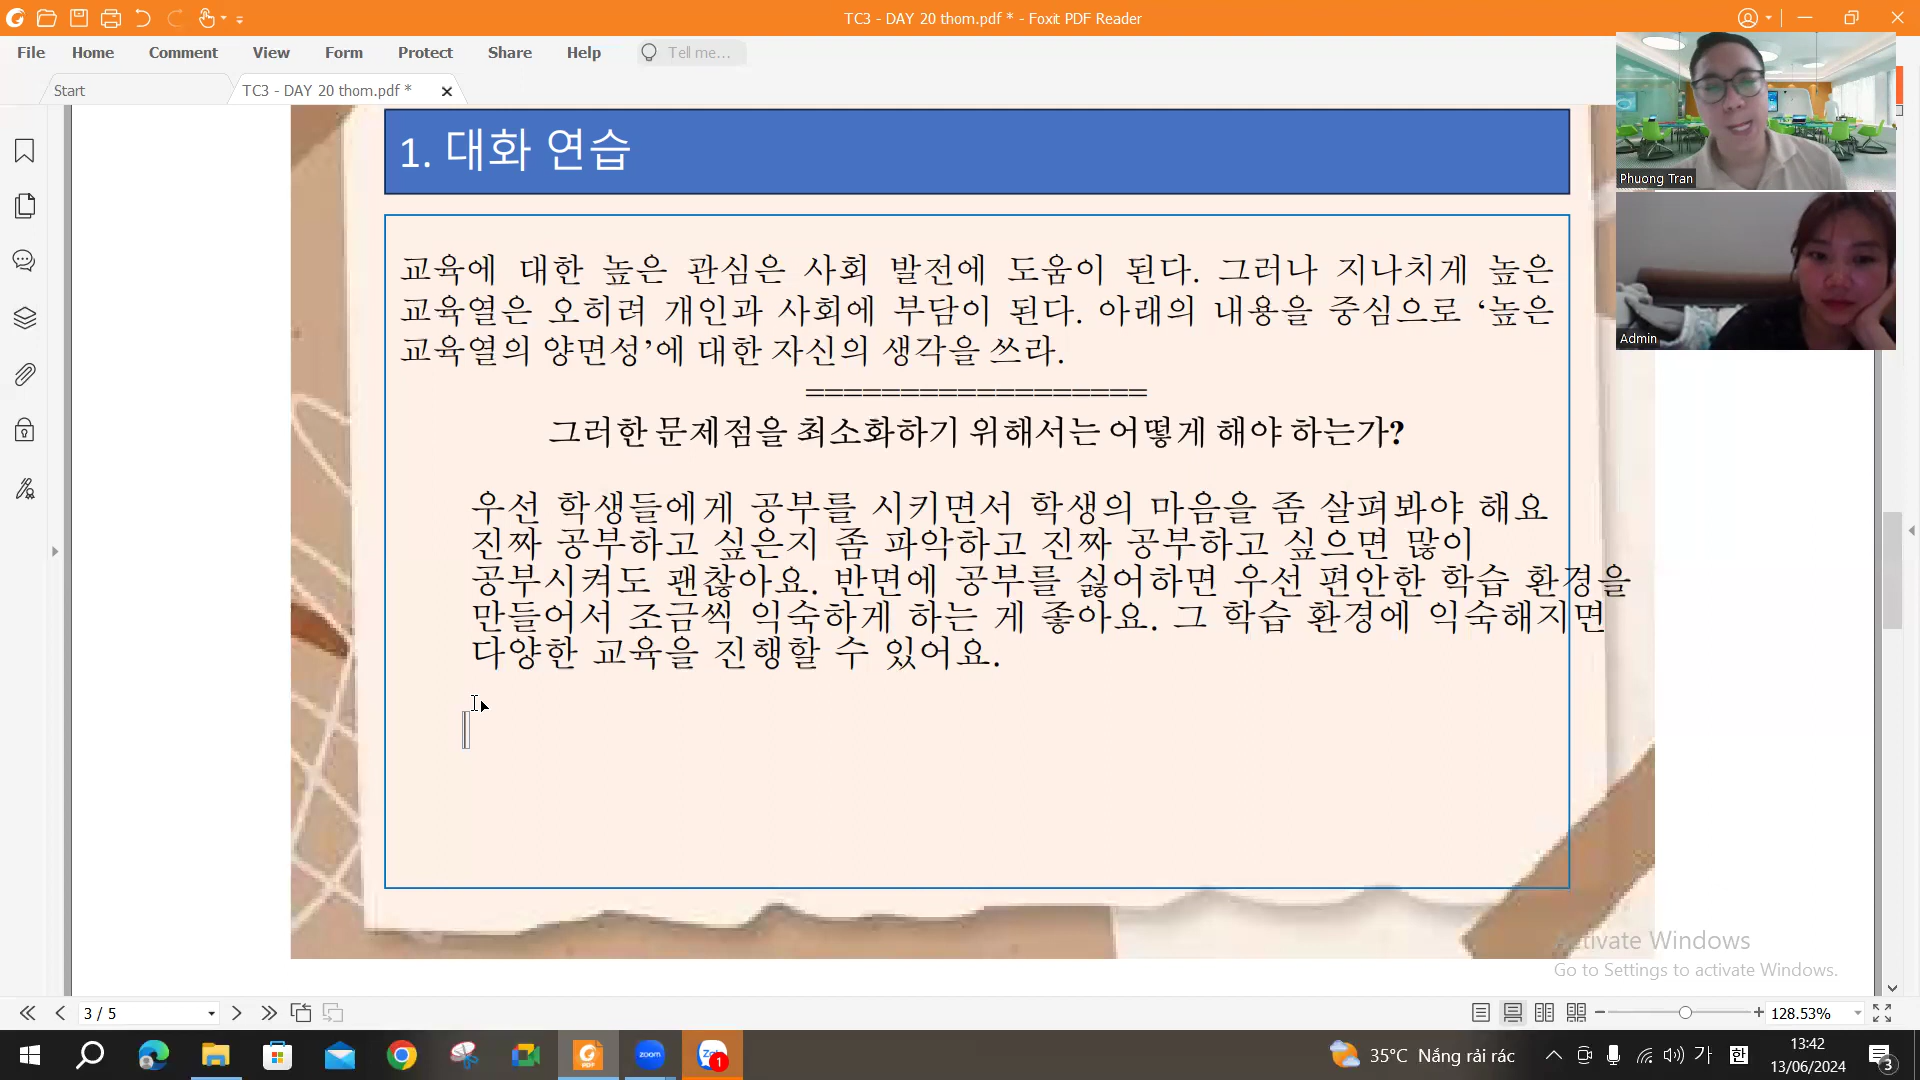 TC3 - DAY 20 thom.pdf * - Foxit PDF Reader
File Home Comment View Form Protect Share Help Tell me...
Start
TC3 - DAY 20 thom.pdf *
1. 대화 연습
교육에 대한 높은 관심은 사회 발전에 도움이 된다. 그러나 지나치게 높은
교육열은 오히려 개인과 사회에 부담이 된다. 아래의 내용을 중심으로 ‘높은
교육열의 양면성’에 대한 자신의 생각을 쓰라.
==================
그러한 문제점을 최소화하기 위해서는 어떻게 해야 하는가?
우선 학생들에게 공부를 시키면서 학생의 마음을 좀 살펴봐야 해요
진짜 공부하고 싶은지 좀 파악하고 진짜 공부하고 싶으면 많이
공부시켜도 괜찮아요. 반면에 공부를 싫어하면 우선 편안한 학습 환경을
만들어서 조금씩 익숙하게 하는 게 좋아요. 그 학습 환경에 익숙해지면
다양한 교육을 진행할 수 있어요.
Phuong Tran
Admin
Activate Windows
Go to Settings to activate Windows.
3 / 5
128.53%
zoom
1
35°C Nắng rải rác
가
한
13:42
13/06/2024
3